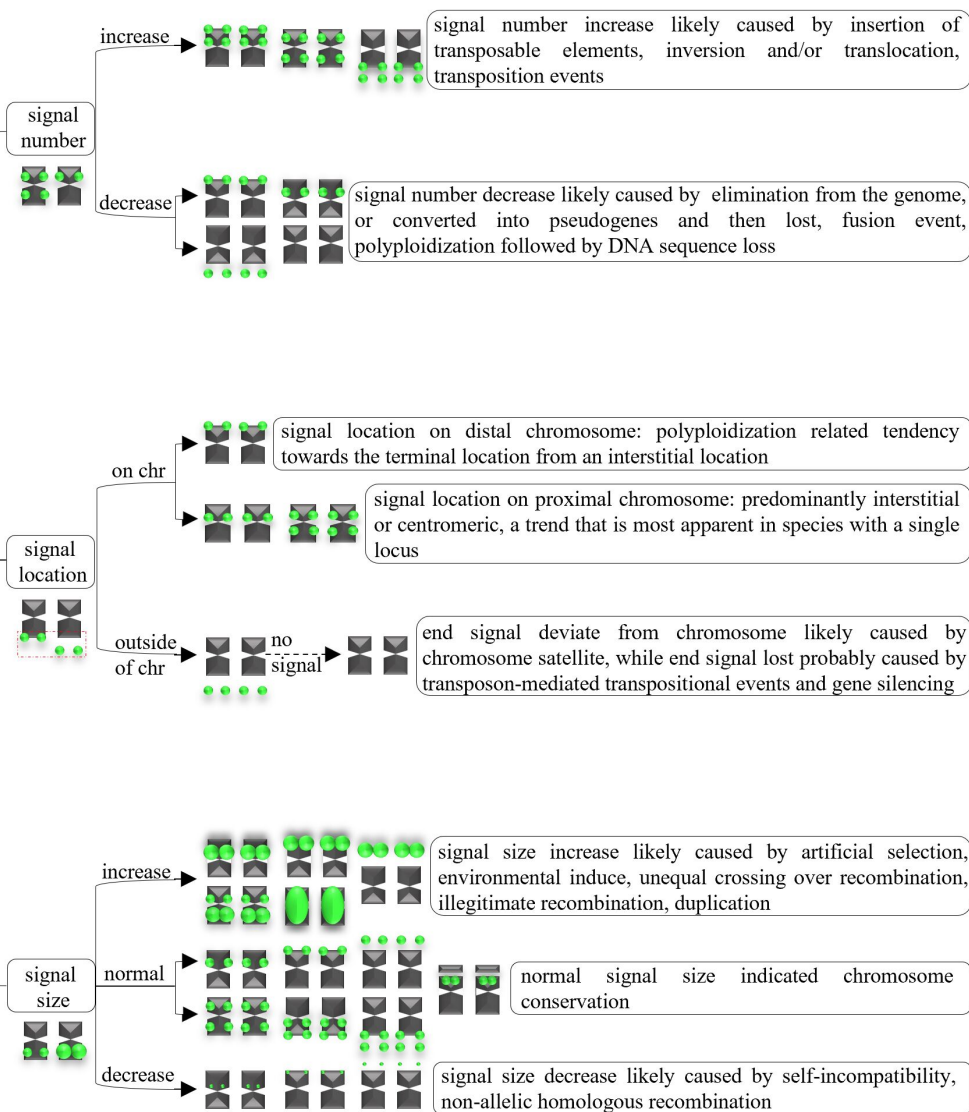 increase
signal number increase likely caused by insertion of
transposable elements, inversion and/or translocation,
transposition events
signal
number
decrease
signal number decrease likely caused by elimination from the genome,
or converted into pseudogenes and then lost, fusion event,
polyploidization followed by DNA sequence loss
signal location on distal chromosome: polyploidization related tendency
towards the terminal location from an interstitial location
on chr
signal location on proximal chromosome: predominantly interstitial
or centromeric, a trend that is most apparent in species with a single
locus
signal
location
outside
of chr
no
signal
end signal deviate from chromosome likely caused by
chromosome satellite, while end signal lost probably caused by
transposon-mediated transpositional events and gene silencing
increase
signal size increase likely caused by artificial selection,
environmental induce, unequal crossing over recombination,
illegitimate recombination, duplication
signal
size
normal
normal signal size indicated chromosome
conservation
decrease
signal size decrease likely caused by self-incompatibility,
non-allelic homologous recombination